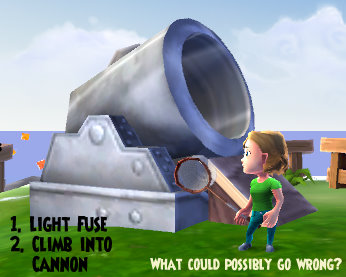 1. LIGHT FUSE
2. CLIMB INTO
CANNON
WHAT COULD POSSIBLY GO WRONG?